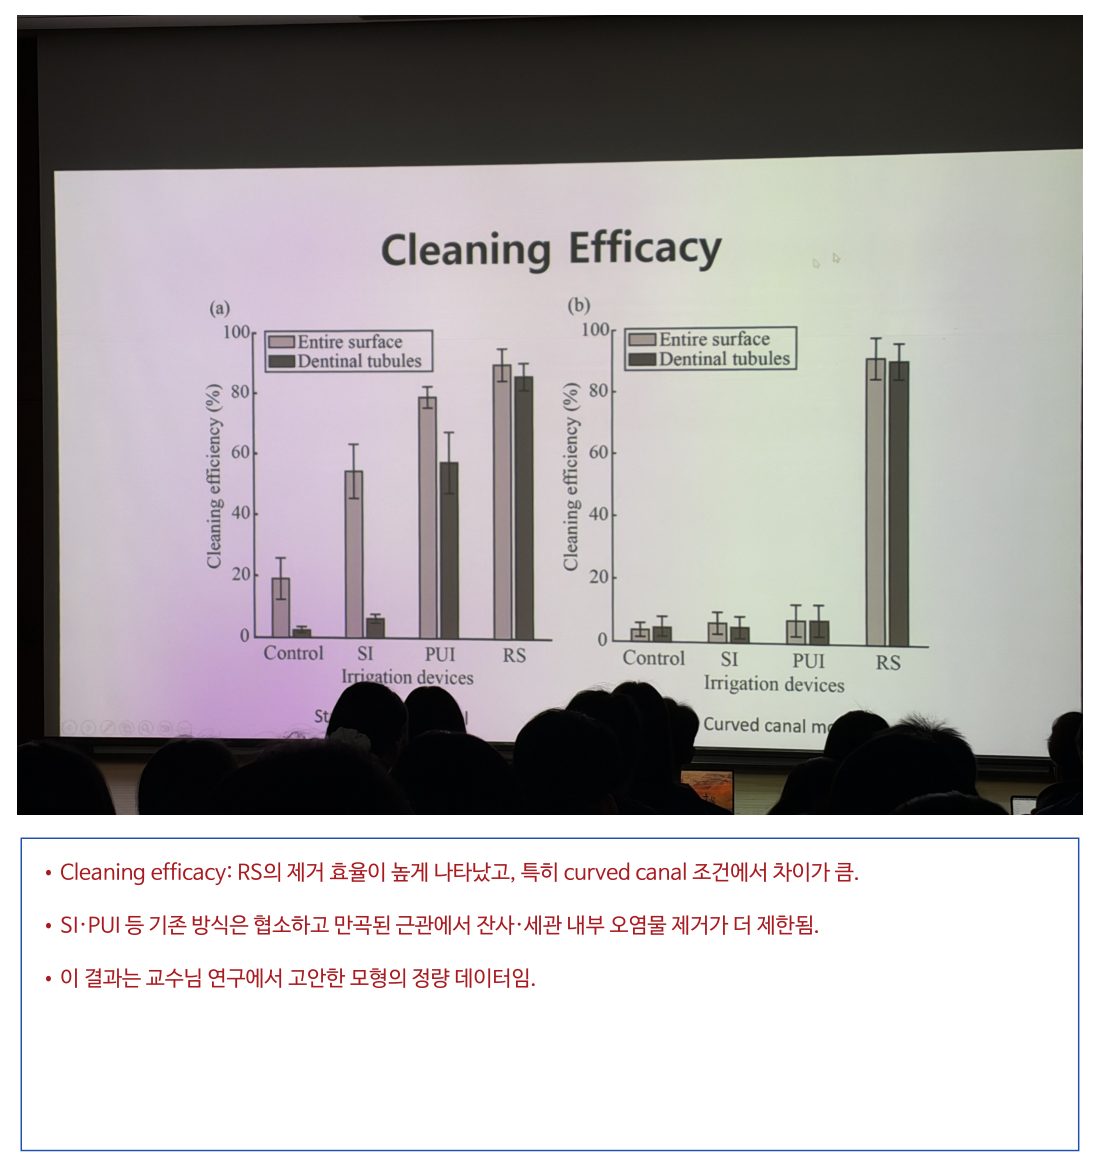 Cleaning Efficacy
(a)
100
80
60
40
20
0
Cleaning efficiency (%)
Entire surface
Dentinal tubules
Control SI PUI RS
Irrigation devices
(b)
100
80
60
40
20
0
Cleaning efficiency (%)
Entire surface
Dentinal tubules
Control SI PUI RS
Irrigation devices
Curved canal
• Cleaning efficacy: RS의 제거 효율이 높게 나타났고, 특히 curved canal 조건에서 차이가 큼.
• SI·PUI 등 기존 방식은 협소하고 만곡된 근관에서 잔사·세관 내부 오염물 제거가 더 제한됨.
• 이 결과는 교수님 연구에서 고안한 모형의 정량 데이터임.